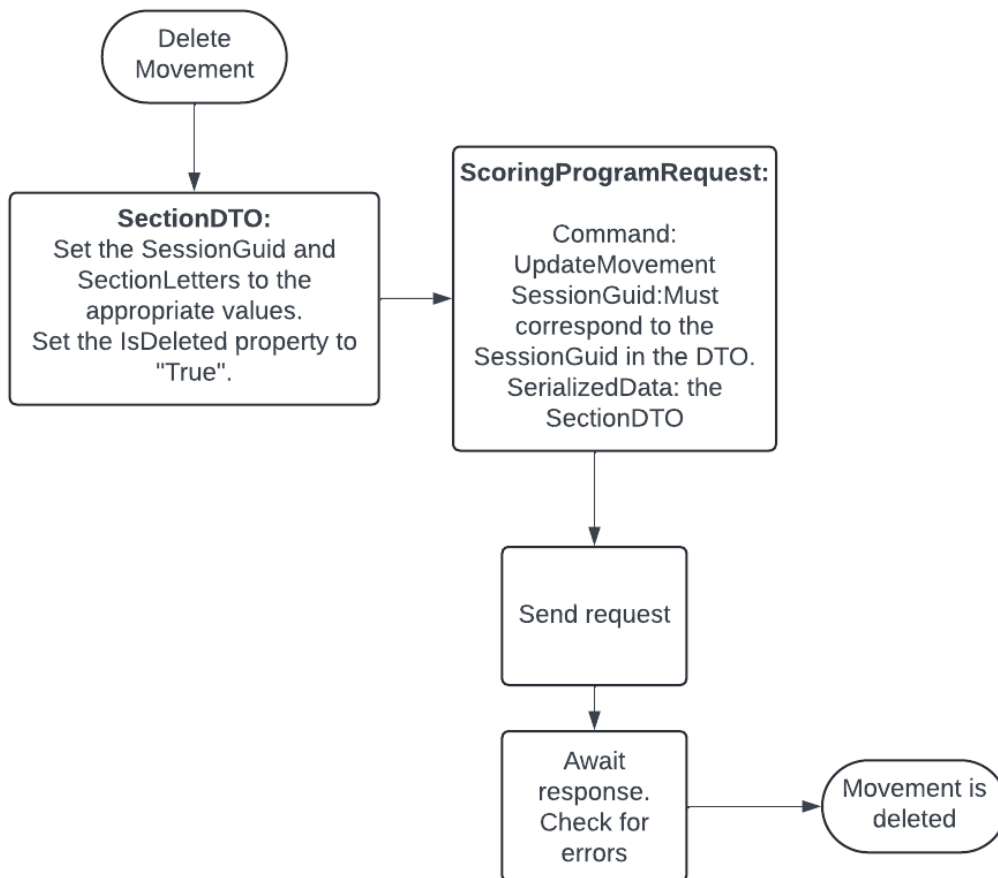 Delete
Movement
SectionDTO:
Set the SessionGuid and
SectionLetters to the
appropriate values.
Set the IsDeleted property to
"True".
ScoringProgramRequest:
Command:
UpdateMovement
SessionGuid:Must
correspond to the
SessionGuid in the DTO.
SerializedData: the
SectionDTO
Send request
Await
response.
Check for
errors
Movement is
deleted